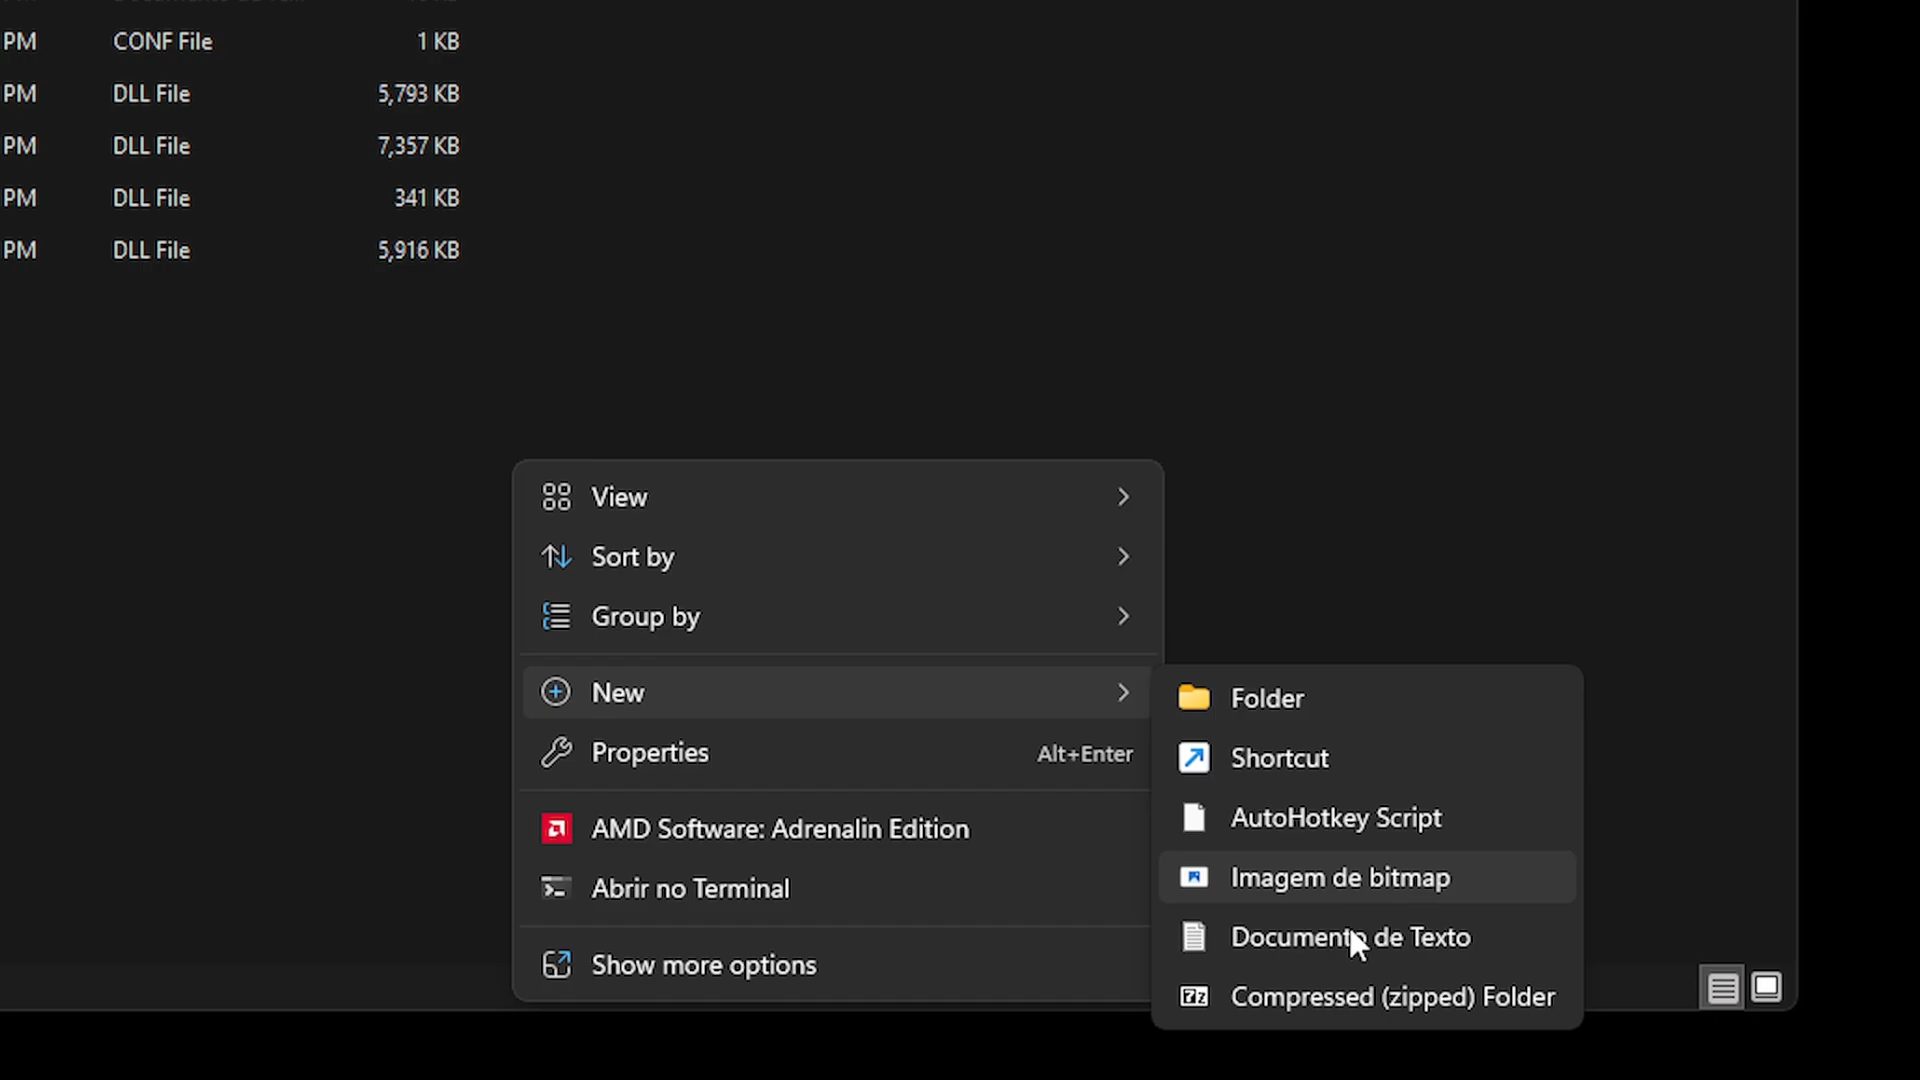 PM CONF File 1 KB
PM DLL File 5,793 KB
PM DLL File 7,357 KB
PM DLL File 341 KB
PM DLL File 5,916 KB
View
Sort by
Group by
New
Properties Alt+Enter
AMD Software: Adrenalin Edition
Abrir no Terminal
Show more options
Folder
Shortcut
AutoHotkey Script
Imagem de bitmap
Documento de Texto
Compressed (zipped) Folder